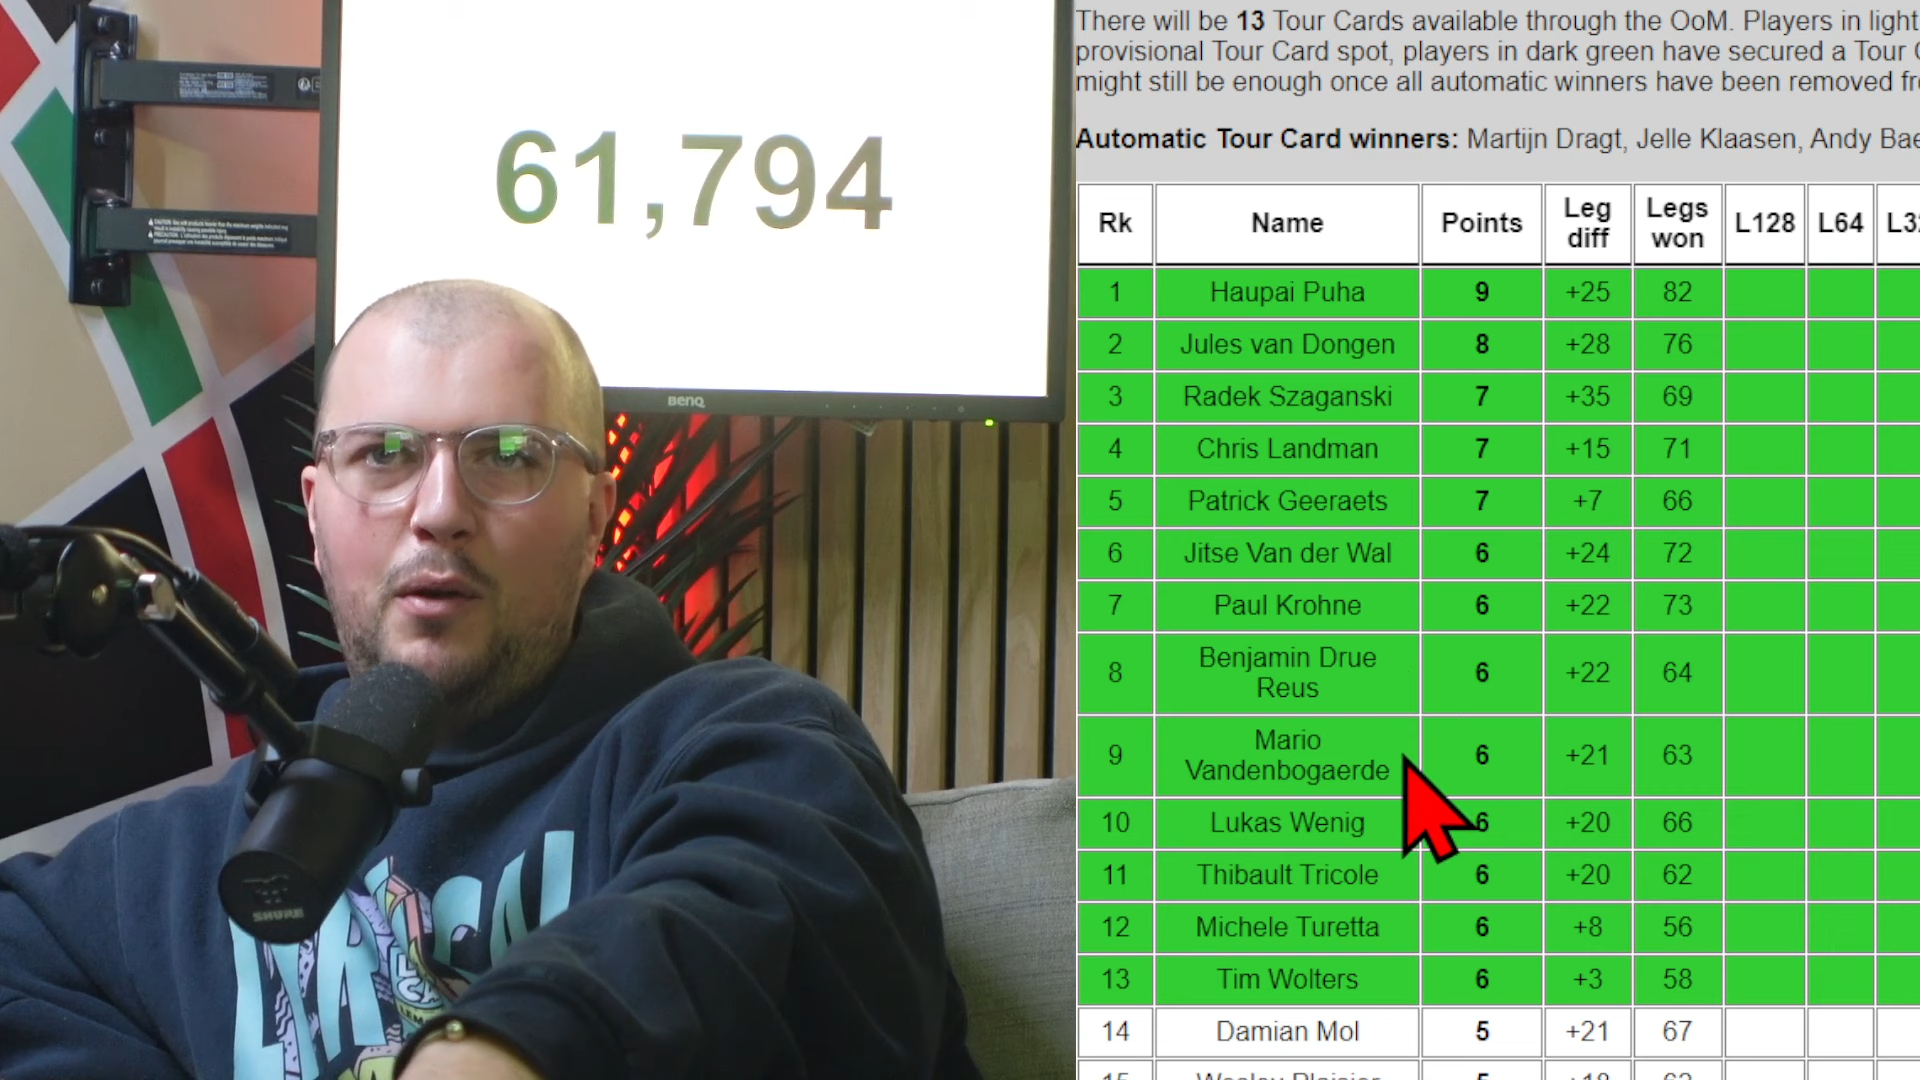 61,794
BenQ
SHURE
There will be 13 Tour Cards available through the OoM. Players in light
provisional Tour Card spot, players in dark green have secured a Tour
might still be enough once all automatic winners have been removed
Automatic Tour Card winners: Martijn Dragt, Jelle Klaasen, Andy
Rk Name Points Leg diff Legs won L128 L64
1 Haupai Puha 9 +25 82
2 Jules van Dongen 8 +28 76
3 Radek Szaganski 7 +35 69
4 Chris Landman 7 +15 71
5 Patrick Geeraets 7 +7 66
6 Jitse Van der Wal 6 +24 72
7 Paul Krohne 6 +22 73
8 Benjamin Drue Reus 6 +22 64
9 Mario Vandenbogaerde 6 +21 63
10 Lukas Wenig 6 +20 66
11 Thibault Tricole 6 +20 62
12 Michele Turetta 6 +8 56
13 Tim Wolters 6 +3 58
14 Damian Mol 5 +21 67